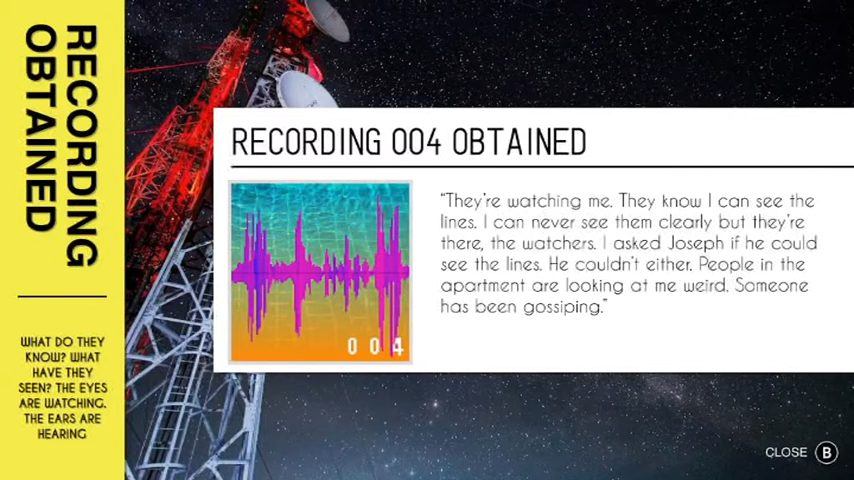 RECORDING
OBTAINED
WHAT DO THEY
KNOW? WHAT
HAVE THEY
SEEN? THE EYES
ARE WATCHING.
THE EARS ARE
HEARING
RECORDING 004 OBTAINED
004
“They’re watching me. They know I can see the
lines. I can never see them clearly but they’re
there, the watchers. I asked Joseph if he could
see the lines. He couldn’t either. People in the
apartment are looking at me weird. Someone
has been gossiping.”
CLOSE B